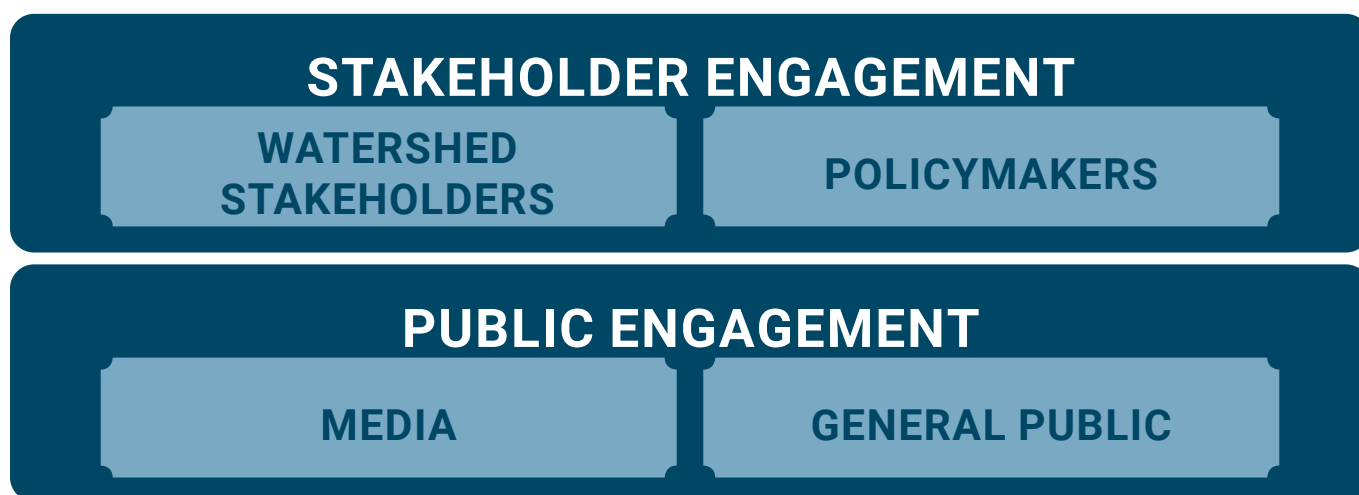 STAKEHOLDER ENGAGEMENT
WATERSHED
STAKEHOLDERS
POLICYMAKERS
PUBLIC ENGAGEMENT
MEDIA
GENERAL PUBLIC